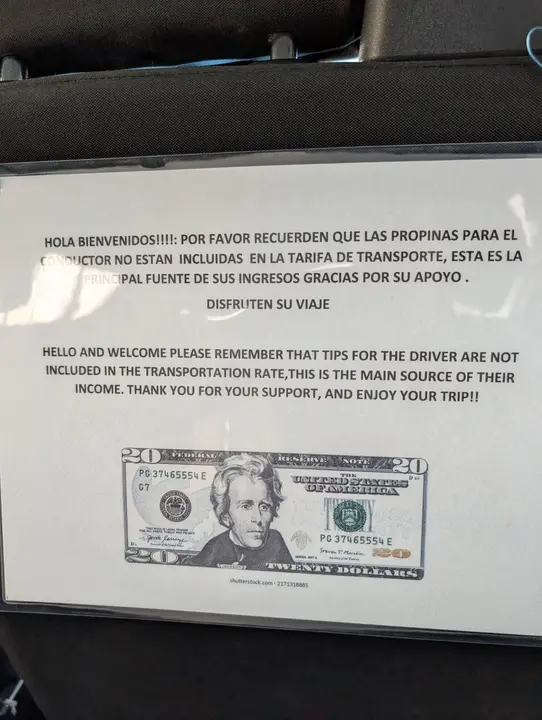 HOLA BIENVENIDOS!!!!: POR FAVOR RECUERDEN QUE LAS PROPINAS PARA EL
CONDUCTOR NO ESTAN INCLUIDAS EN LA TARIFA DE TRANSPORTE, ESTA ES LA
PRINCIPAL FUENTE DE SUS INGRESOS GRACIAS POR SU APOYO .
DISFRUTEN SU VIAJE
HELLO AND WELCOME PLEASE REMEMBER THAT TIPS FOR THE DRIVER ARE NOT
INCLUDED IN THE TRANSPORTATION RATE,THIS IS THE MAIN SOURCE OF THEIR
INCOME. THANK YOU FOR YOUR SUPPORT, AND ENJOY YOUR TRIP!!
20 FEDERAL RESERVE NOTE 20
PG 37465554 E
G7
THE
UNITED STATES
OF AMERICA
PG 37465554 E
20 TWENTY DOLLARS 20
shutterstock.com · 2171318885